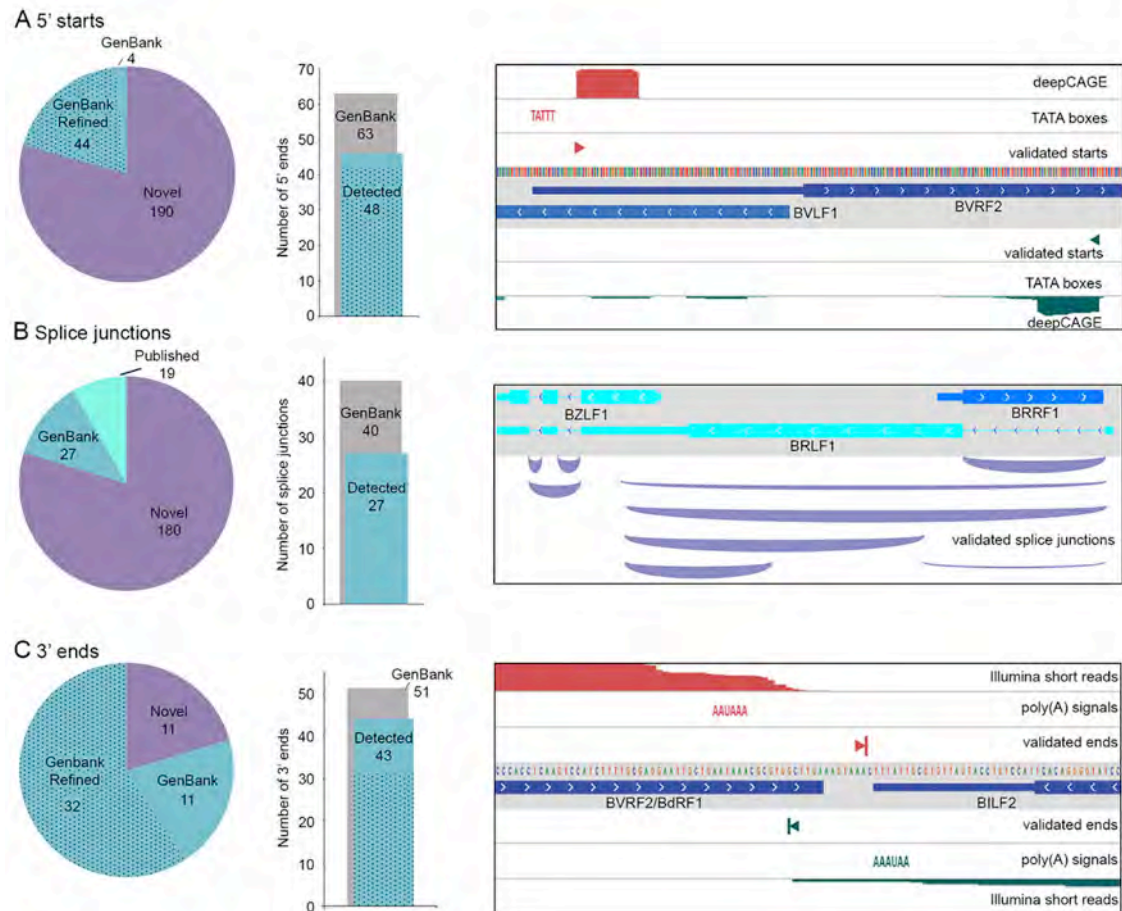 A 5' starts
GenBank
4
GenBank
Refined
44
Novel
190
Number of 5' ends
70
60
50
40
30
20
10
0
GenBank
63
Detected
48
deepCAGE
TATTT
TATA boxes
validated starts
BVLF1
BVRF2
validated starts
TATA boxes
deepCAGE
B Splice junctions
Published
19
GenBank
27
Novel
180
Number of splice junctions
40
30
20
10
0
GenBank
40
Detected
27
BZLF1
BRRF1
BRLF1
validated splice junctions
C 3' ends
Novel
11
Genbank
Refined
32
GenBank
11
Number of 3' ends
50
40
30
20
10
0
GenBank
51
Detected
43
Illumina short reads
AAUAAA
poly(A) signals
validated ends
BVRF2/BdRF1
BILF2
validated ends
AAAUAA
poly(A) signals
Illumina short reads